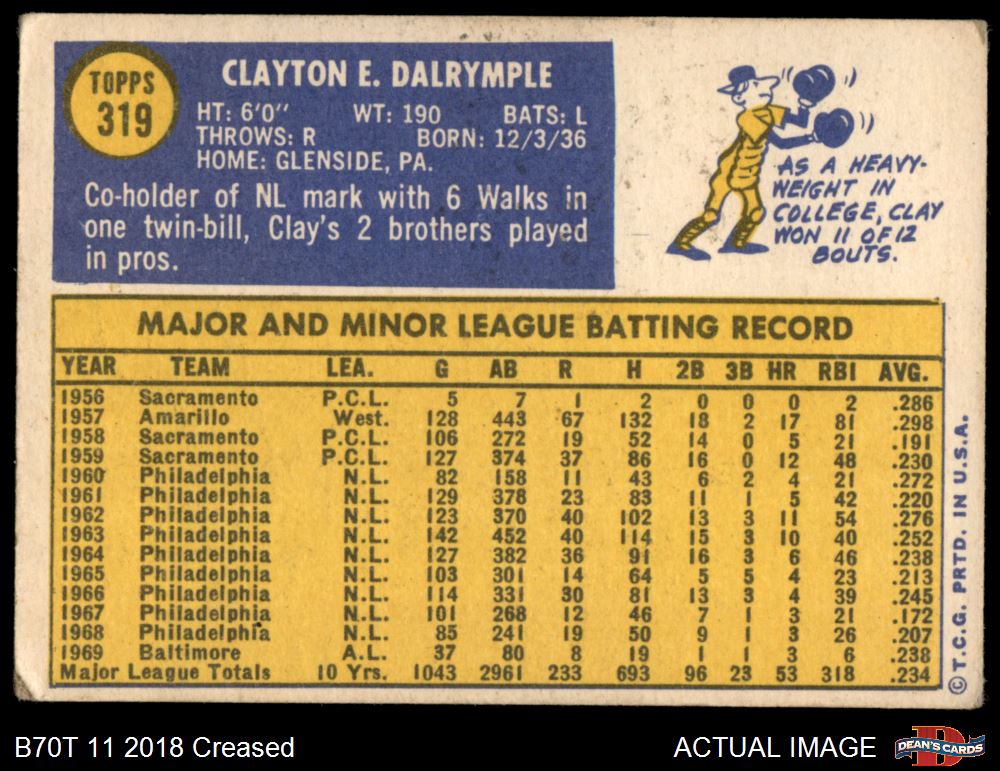 TOPPS
319
CLAYTON E. DALRYMPLE
HT: 6'0" WT: 190 BATS: L
THROWS: R BORN: 12/3/36
HOME: GLENSIDE, PA.
Co-holder of NL mark with 6 Walks in
one twin-bill, Clay's 2 brothers played
in pros.
AS A HEAVY-
WEIGHT IN
COLLEGE, CLAY
WON 11 OF 12
BOUTS.
MAJOR AND MINOR LEAGUE BATTING RECORD
YEAR TEAM LEA. G AB R H 2B 3B HR RBI AVG.
1956 Sacramento P.C.L. 5 7 1 2 0 0 0 2 .286
1957 Amarillo West. 128 443 67 132 18 2 17 81 .298
1958 Sacramento P.C.L. 106 272 19 52 14 0 5 21 .191
1959 Sacramento P.C.L. 127 374 37 86 16 0 12 48 .230
1960 Philadelphia N.L. 82 158 11 43 6 2 4 21 .272
1961 Philadelphia N.L. 129 378 23 83 11 1 5 42 .220
1962 Philadelphia N.L. 123 370 40 102 13 3 11 54 .276
1963 Philadelphia N.L. 142 452 40 114 15 3 10 40 .252
1964 Philadelphia N.L. 127 382 36 91 16 3 6 46 .238
1965 Philadelphia N.L. 103 301 14 64 5 5 4 23 .213
1966 Philadelphia N.L. 114 331 30 81 13 3 4 39 .245
1967 Philadelphia N.L. 101 268 12 46 7 1 3 21 .172
1968 Philadelphia N.L. 85 241 19 50 9 1 3 26 .207
1969 Baltimore A.L. 37 80 8 19 1 1 3 6 .238
Major League Totals 10 Yrs. 1043 2961 233 693 96 23 53 318 .234
© T.C.G. PRTD. IN U.S.A.
B70T 11 2018 Creased
ACTUAL IMAGE
D
DEAN'S CARDS